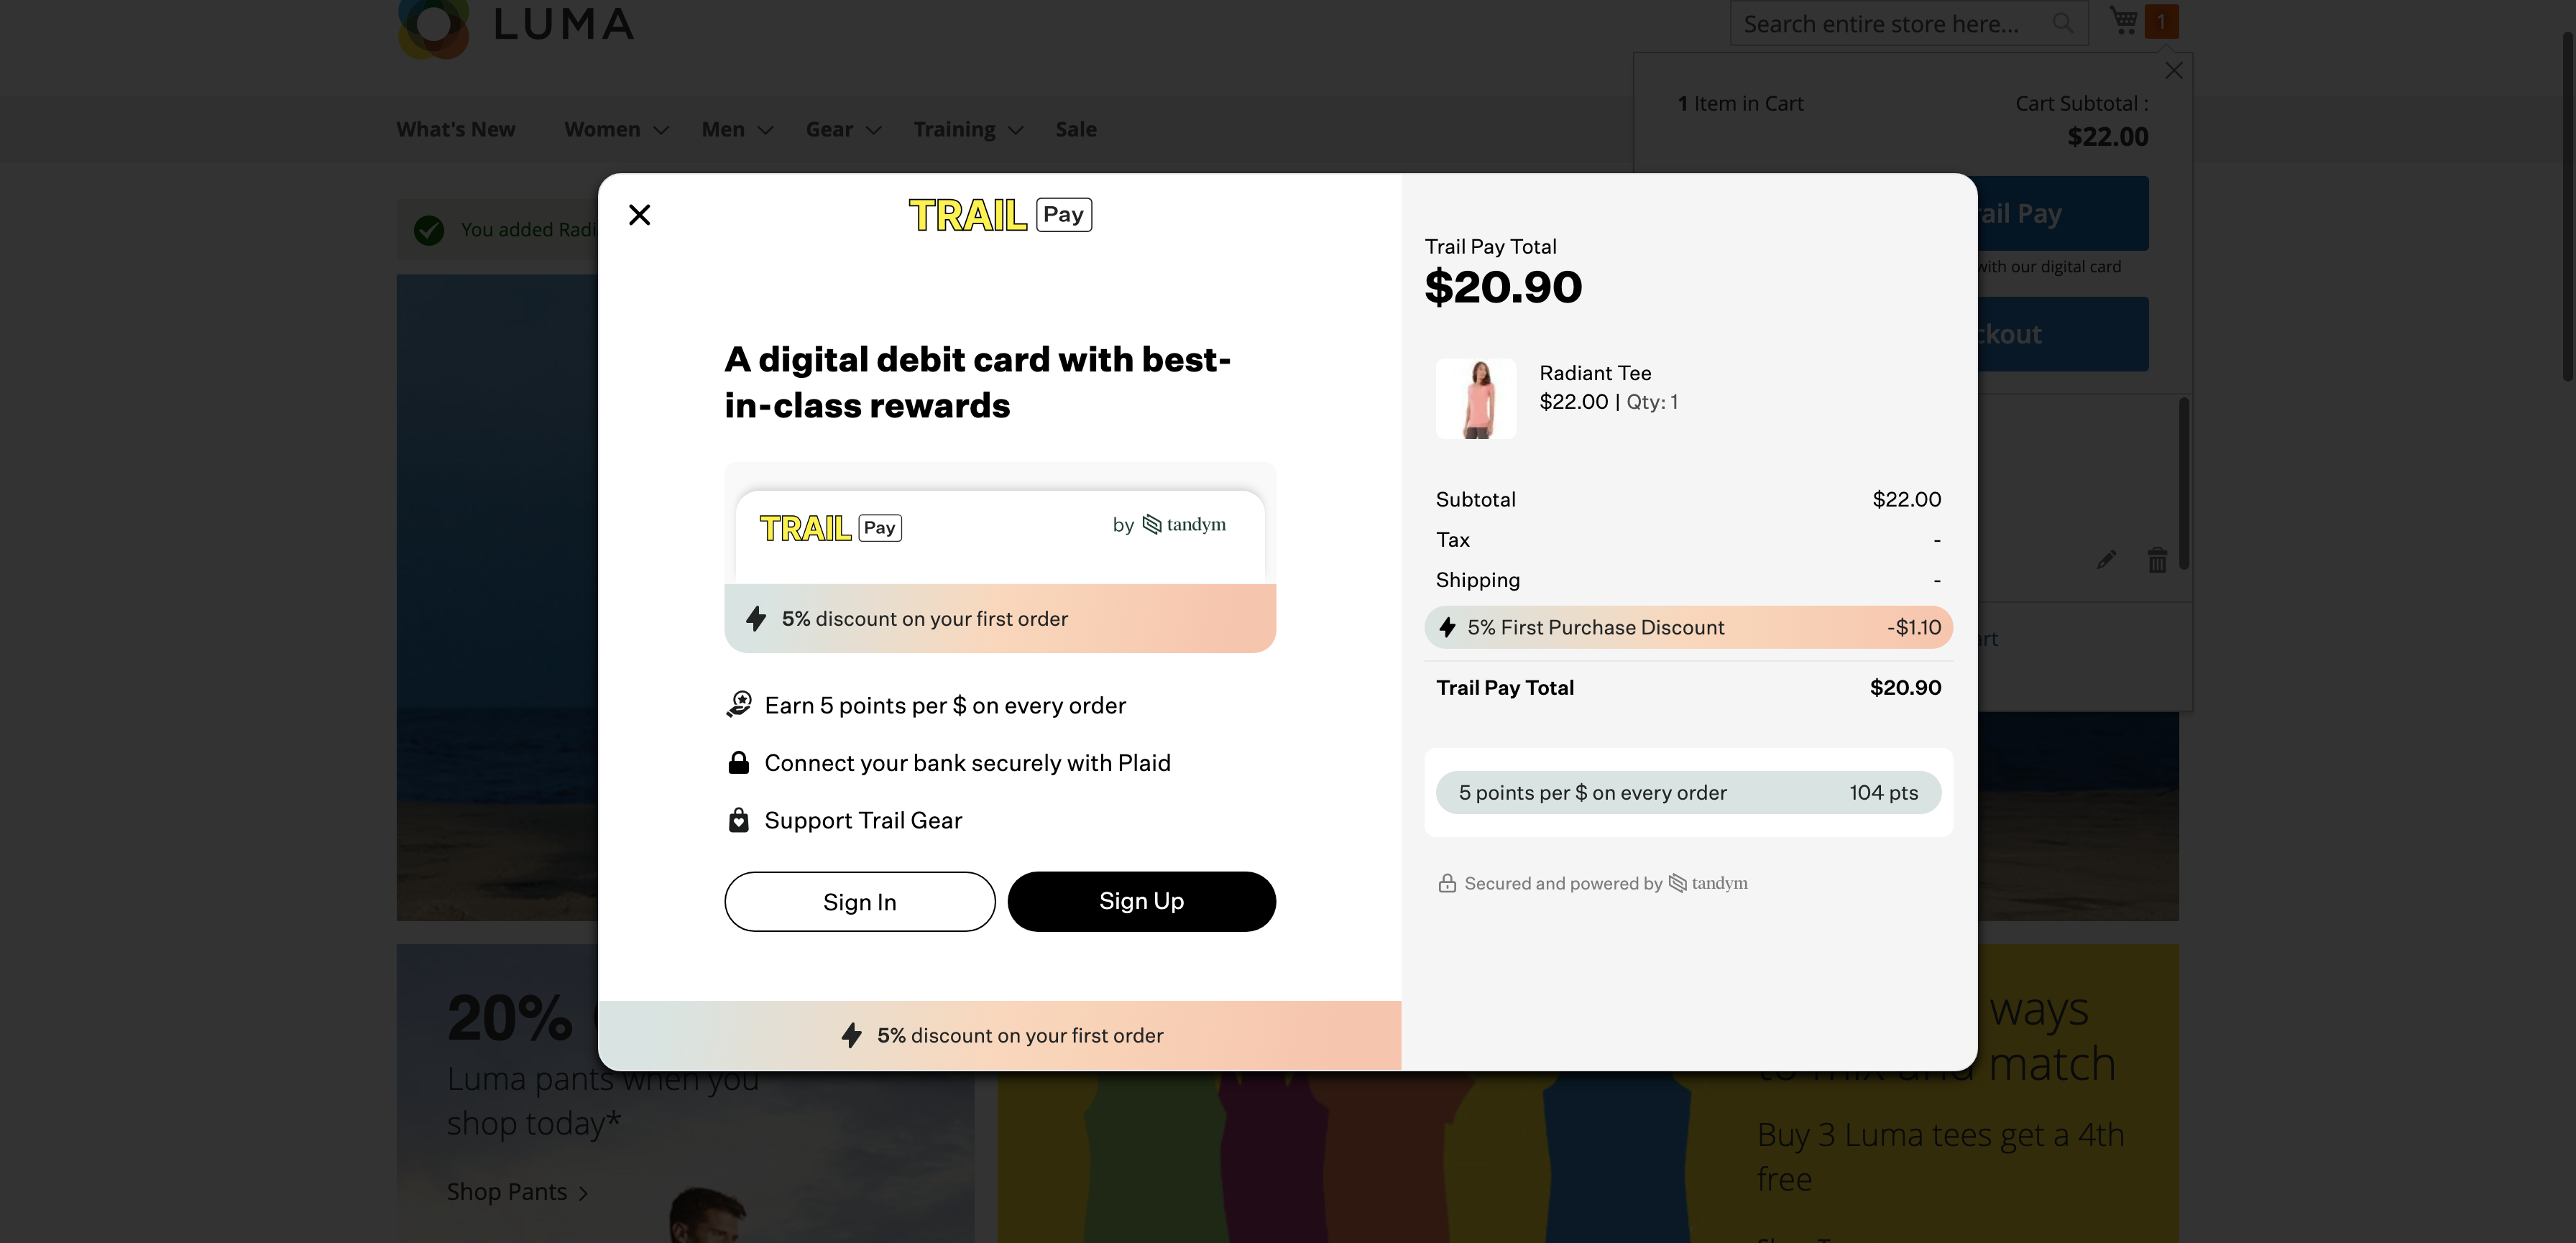 LUMA
Search entire store here...
1
1 Item in Cart
Cart Subtotal :
$22.00
What's New
Women
Men
Gear
Training
Sale
You added
Pay
with our digital card
TRAIL Pay
A digital debit card with best-
in-class rewards
TRAIL Pay
by tandym
5% discount on your first order
Earn 5 points per $ on every order
Connect your bank securely with Plaid
Support Trail Gear
Sign In
Sign Up
5% discount on your first order
Trail Pay Total
$20.90
Radiant Tee
$22.00 | Qty: 1
Subtotal
$22.00
Tax
-
Shipping
-
5% First Purchase Discount
-$1.10
Trail Pay Total
$20.90
5 points per $ on every order
104 pts
Secured and powered by tandym
20%
Luma pants when you
shop today*
Shop Pants
ways
to mix and match
Buy 3 Luma tees get a 4th
free